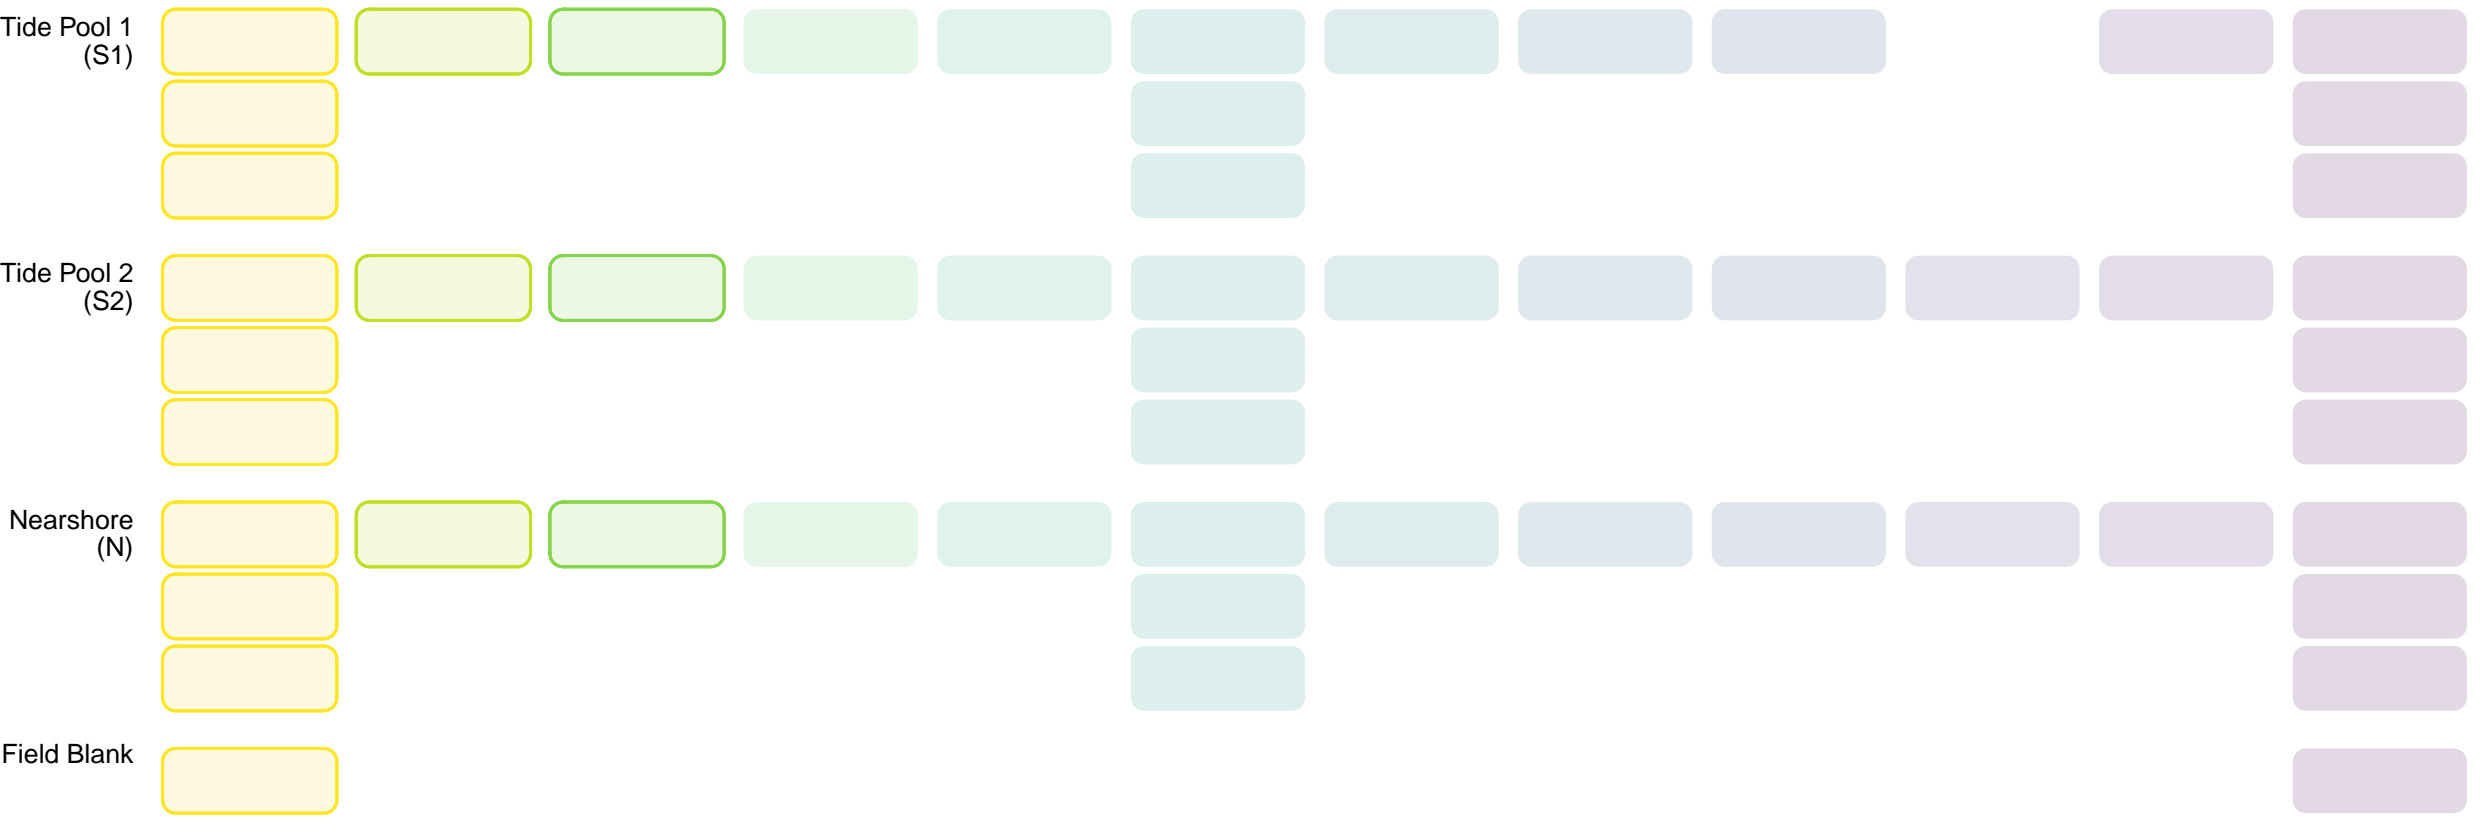 Tide Pool 1
(S1)
Tide Pool 2
(S2)
Nearshore
(N)
Field Blank